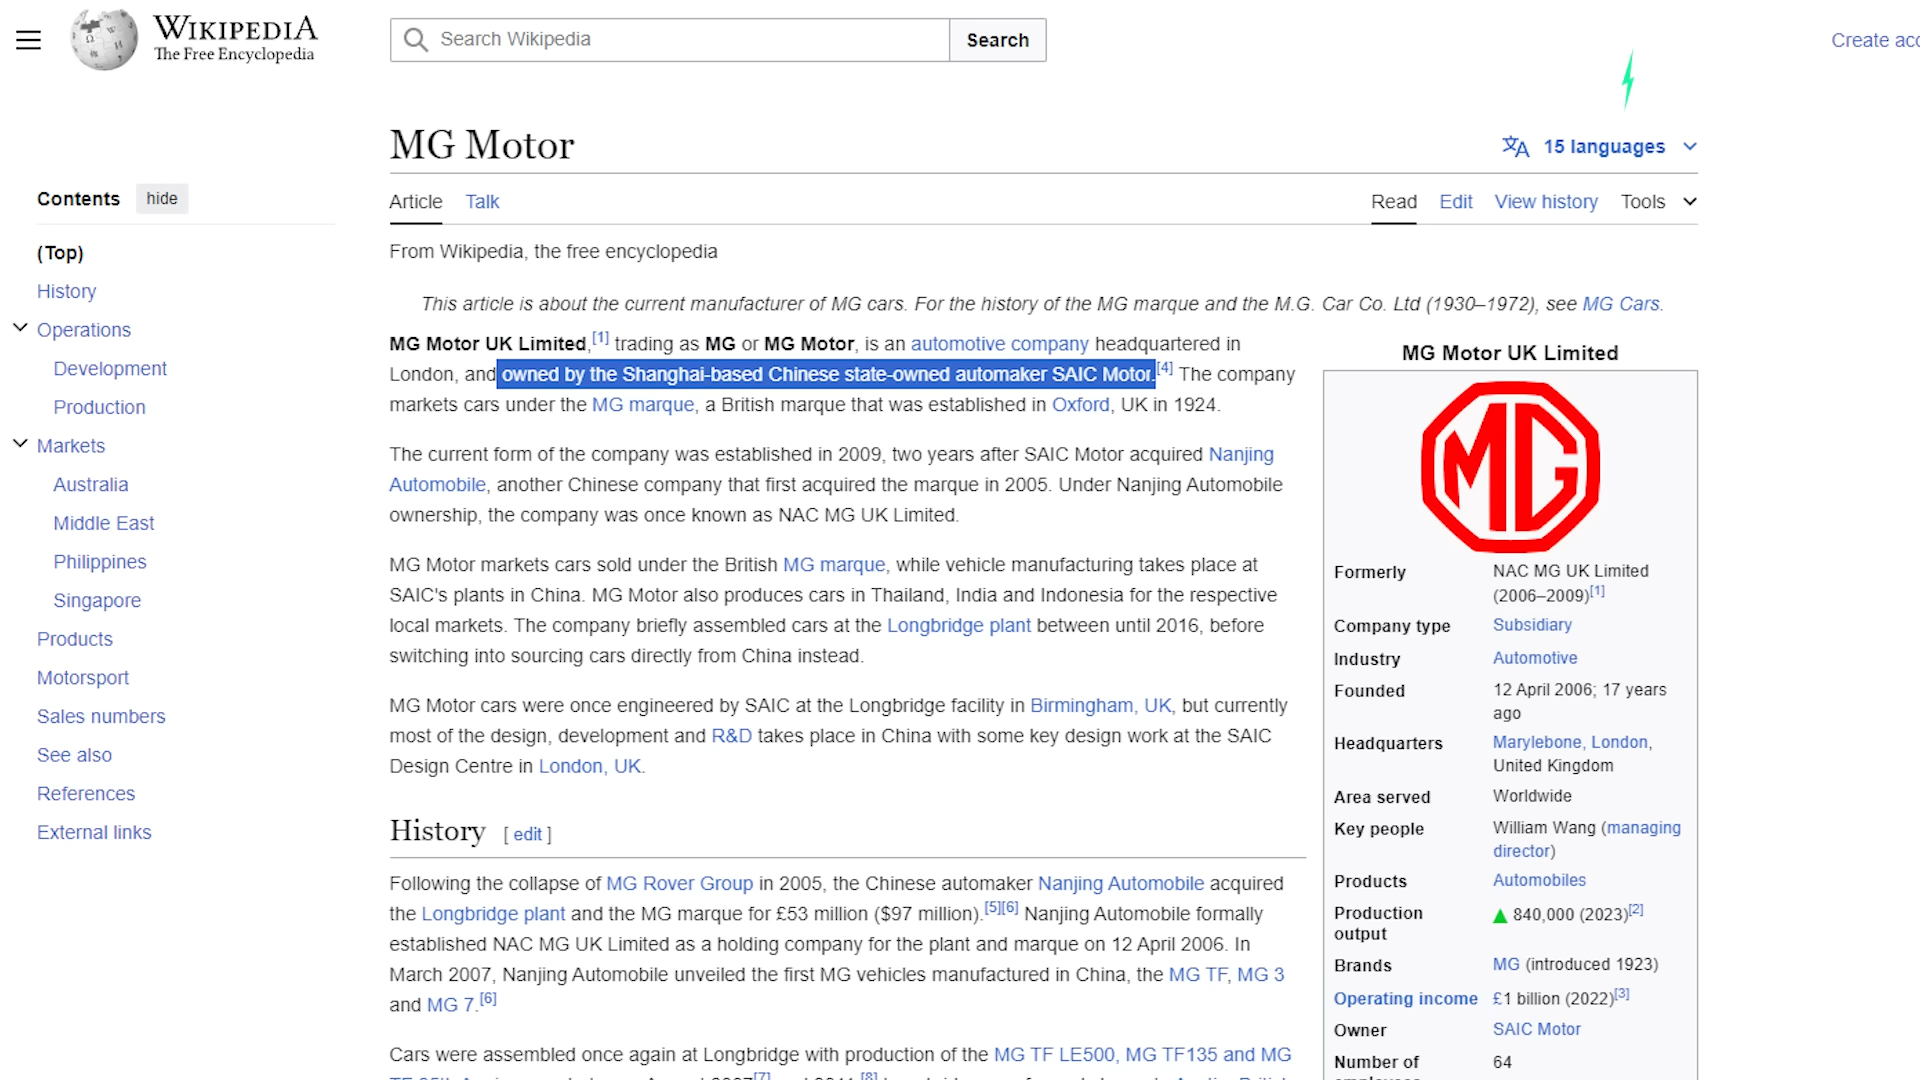 WIKIPEDIA
The Free Encyclopedia
Search Wikipedia
Search
Create acc
MG Motor
15 languages
Contents hide
Article Talk
Read Edit View history Tools
From Wikipedia, the free encyclopedia
(Top)
History
Operations
Development
Production
Markets
Australia
Middle East
Philippines
Singapore
Products
Motorsport
Sales numbers
See also
References
External links
This article is about the current manufacturer of MG cars. For the history of the MG marque and the M.G. Car Co. Ltd (1930–1972), see MG Cars.
MG Motor UK Limited,[1] trading as MG or MG Motor, is an automotive company headquartered in
London, and owned by the Shanghai-based Chinese state-owned automaker SAIC Motor.[4] The company
markets cars under the MG marque, a British marque that was established in Oxford, UK in 1924.
The current form of the company was established in 2009, two years after SAIC Motor acquired Nanjing
Automobile, another Chinese company that first acquired the marque in 2005. Under Nanjing Automobile
ownership, the company was once known as NAC MG UK Limited.
MG Motor markets cars sold under the British MG marque, while vehicle manufacturing takes place at
SAIC's plants in China. MG Motor also produces cars in Thailand, India and Indonesia for the respective
local markets. The company briefly assembled cars at the Longbridge plant between until 2016, before
switching into sourcing cars directly from China instead.
MG Motor cars were once engineered by SAIC at the Longbridge facility in Birmingham, UK, but currently
most of the design, development and R&D takes place in China with some key design work at the SAIC
Design Centre in London, UK.
History [ edit ]
Following the collapse of MG Rover Group in 2005, the Chinese automaker Nanjing Automobile acquired
the Longbridge plant and the MG marque for £53 million ($97 million).[5][6] Nanjing Automobile formally
established NAC MG UK Limited as a holding company for the plant and marque on 12 April 2006. In
March 2007, Nanjing Automobile unveiled the first MG vehicles manufactured in China, the MG TF, MG 3
and MG 7.[6]
Cars were assembled once again at Longbridge with production of the MG TF LE500, MG TF135 and MG
MG Motor UK Limited
MG
Formerly NAC MG UK Limited
(2006–2009)[1]
Company type Subsidiary
Industry Automotive
Founded 12 April 2006; 17 years
ago
Headquarters Marylebone, London,
United Kingdom
Area served Worldwide
Key people William Wang (managing
director)
Products Automobiles
Production output ▲ 840,000 (2023)[2]
Brands MG (introduced 1923)
Operating income £1 billion (2022)[3]
Owner SAIC Motor
Number of 64